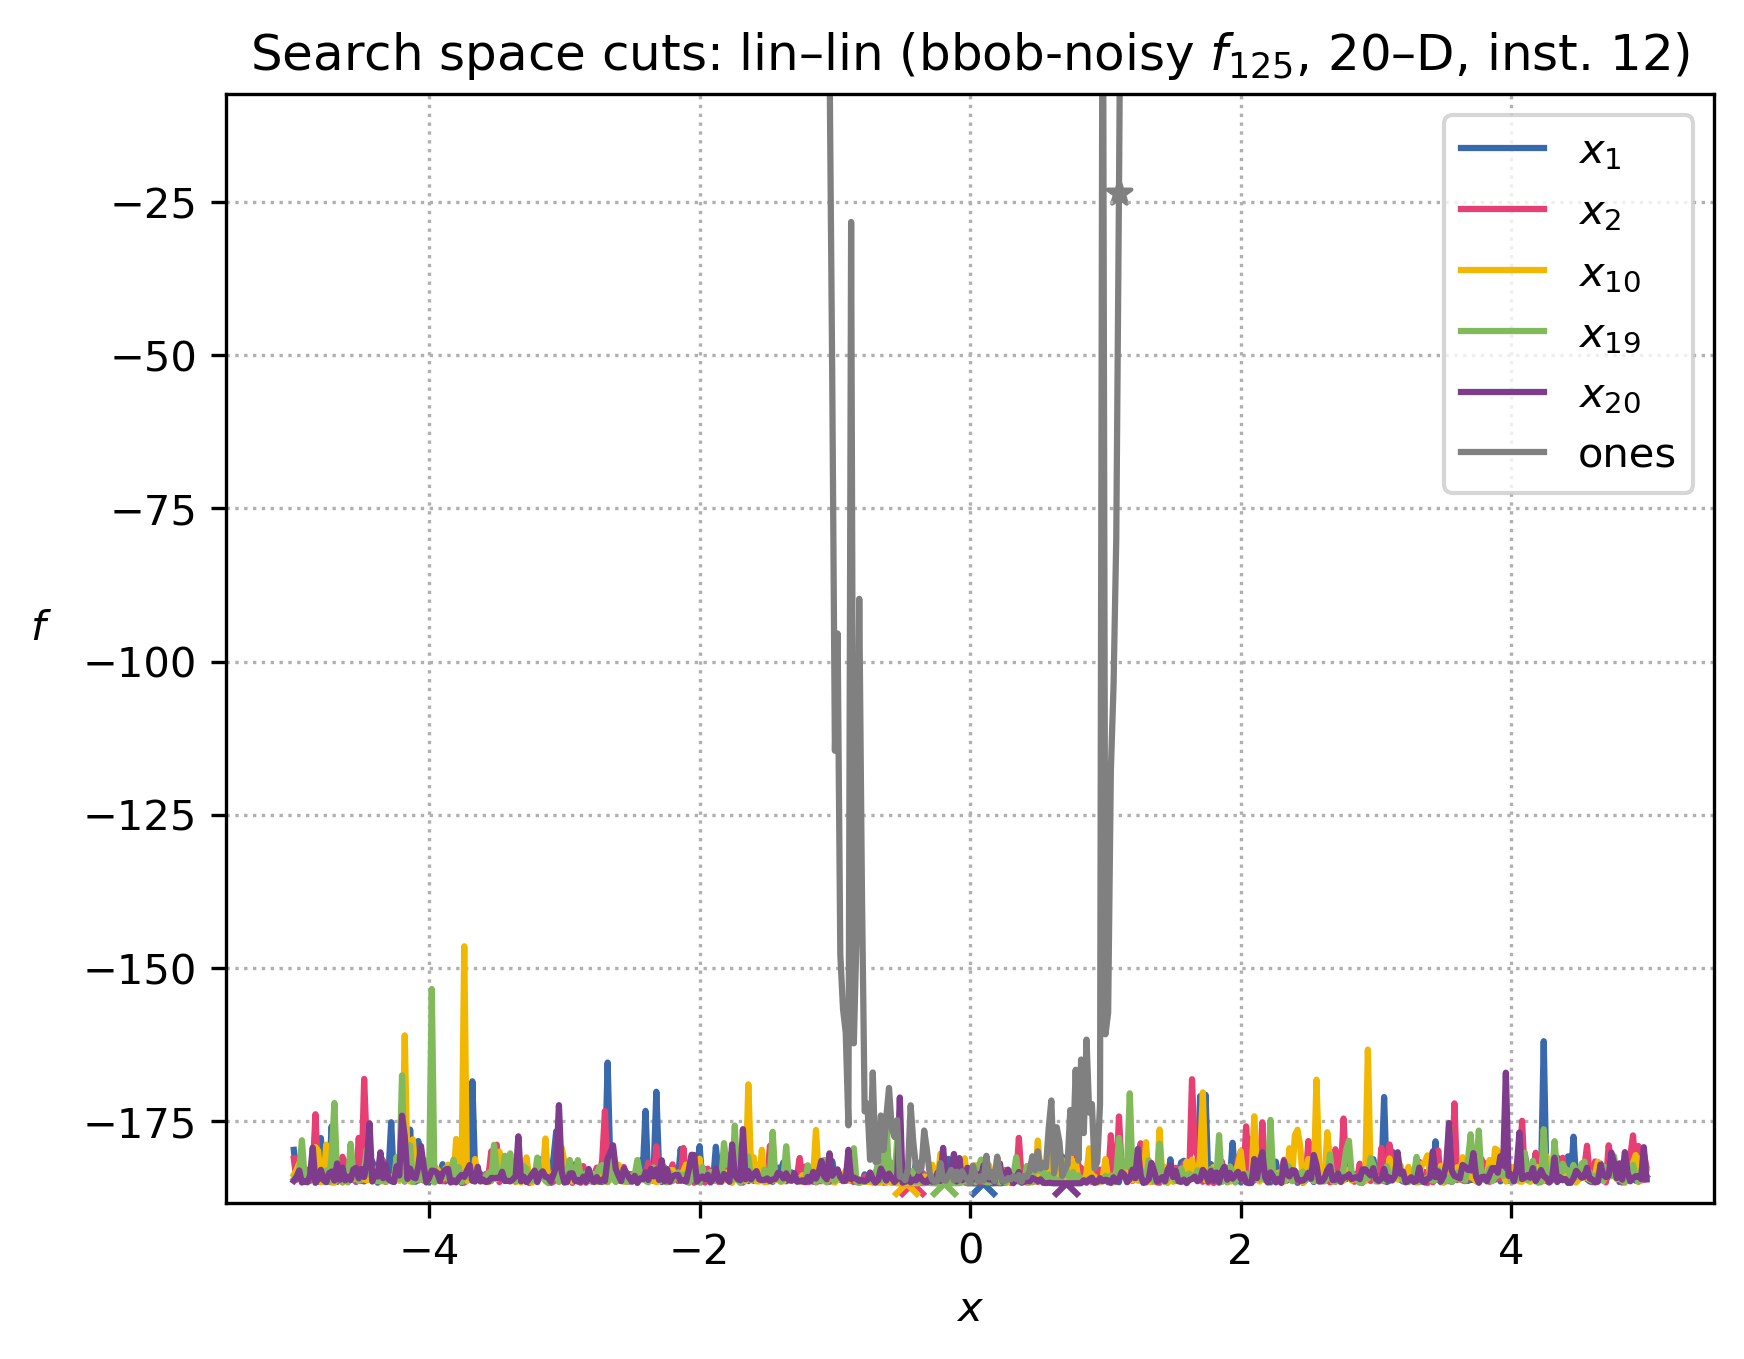 Search space cuts: lin–lin (bbob-noisy f₁₂₅, 20–D, inst. 12)
x₁
x₂
x₁₀
x₁₉
x₂₀
ones
−25
−50
−75
−100
−125
−150
−175
f
−4
−2
0
2
4
x